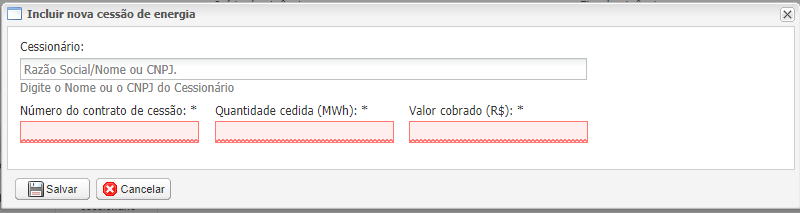 Incluir nova cessão de energia
Cessionário:
Razão Social/Nome ou CNPJ.
Digite o Nome ou o CNPJ do Cessionário
Número do contrato de cessão: * Quantidade cedida (MWh): * Valor cobrado (R$): *
Salvar Cancelar